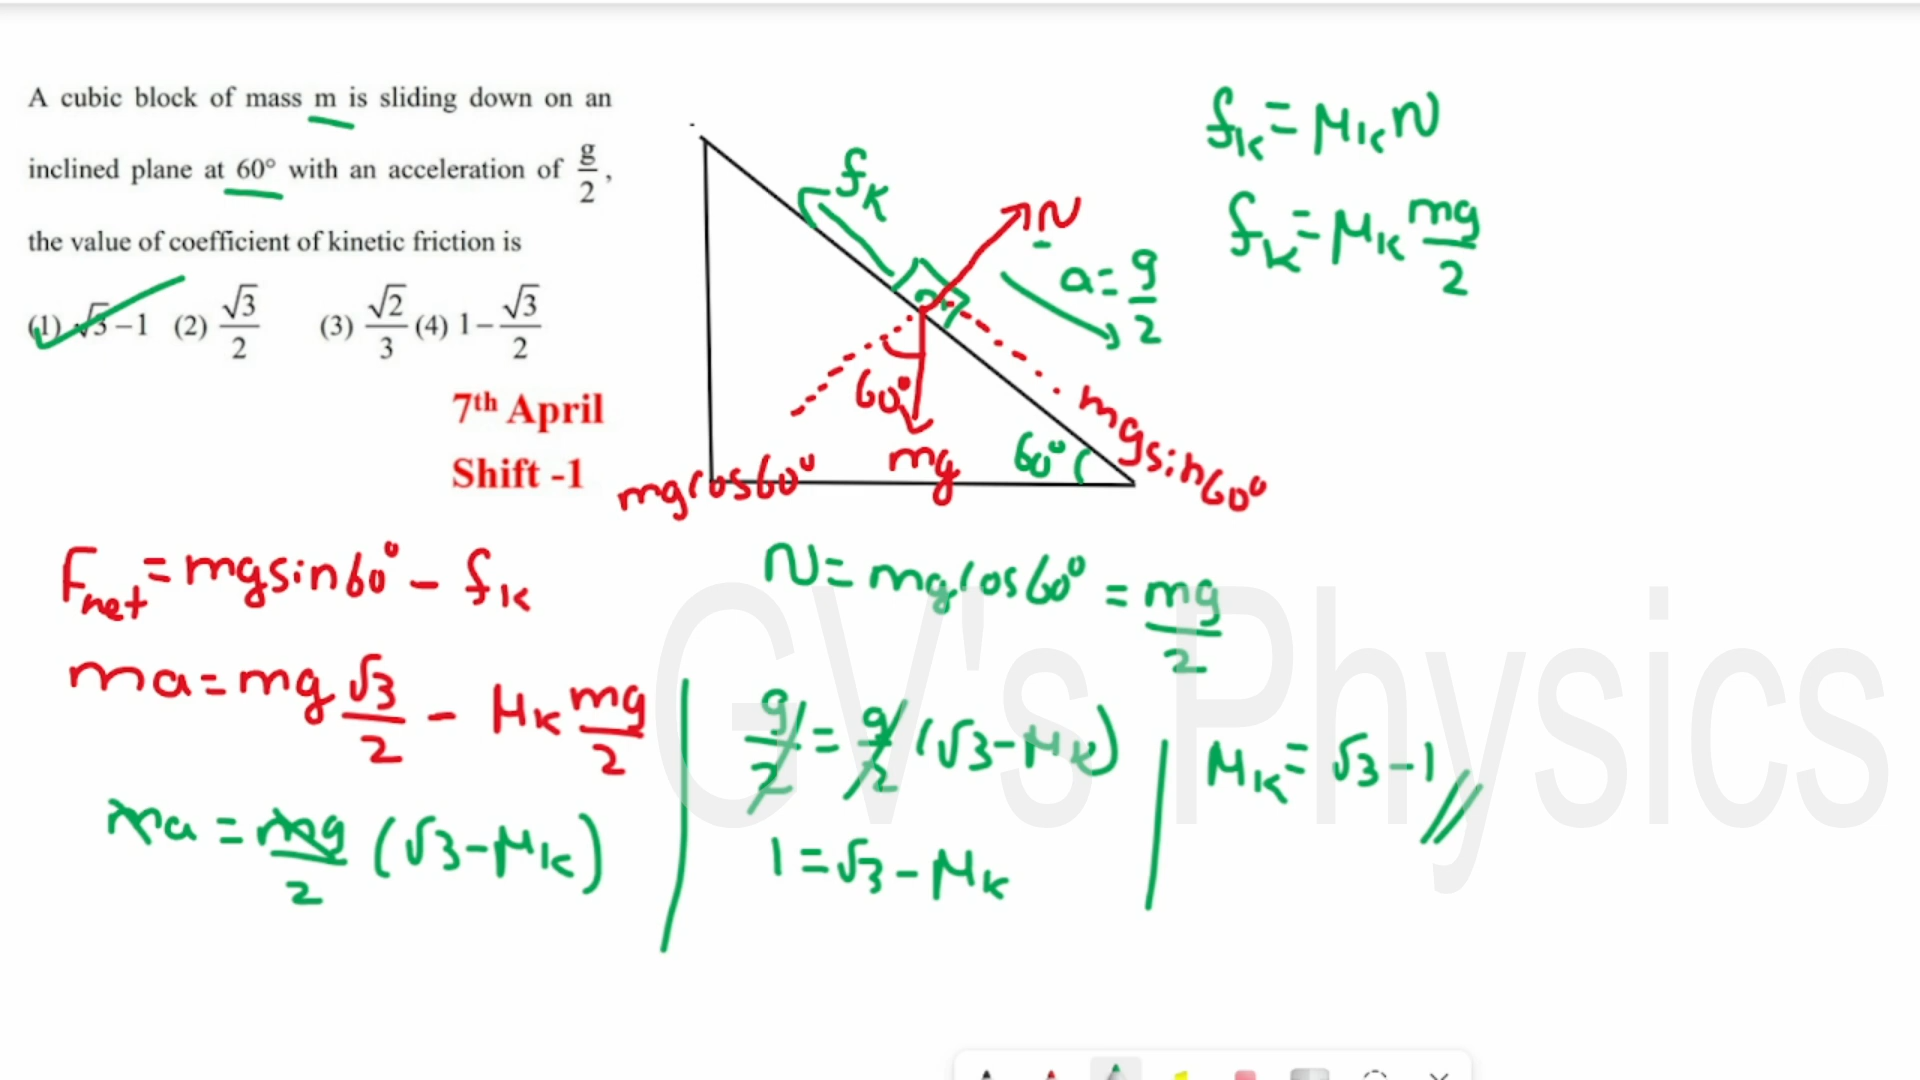 A cubic block of mass m is sliding down on an
inclined plane at 60° with an acceleration of g/2,
the value of coefficient of kinetic friction is
(1) √3−1 (2) √3/2 (3) √2/3 (4) 1−√3/2
7th April
Shift -1
fK
N
a=g/2
60°
mg
60°
mgsin60°
mgcos60°
fK=μKN
fK=μK mg/2
Fnet=mgsin60°−fK
ma=mg √3/2 − μK mg/2
ma=mg/2 (√3−μK)
N=mgcos60°=mg/2
g/2=g/2(√3−μK)
1=√3−μK
μK=√3−1//
GV's Physics